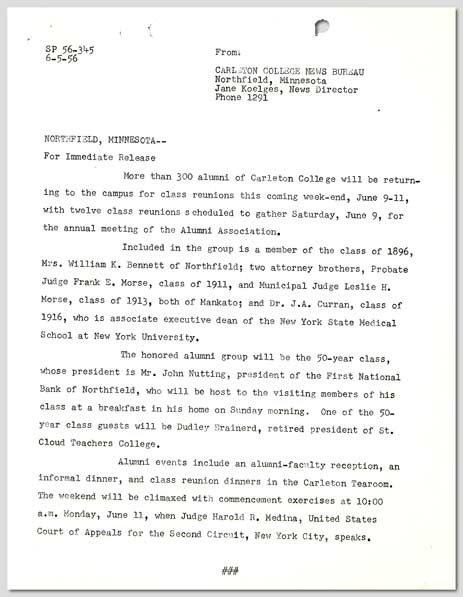 SP 56-345
6-5-56
From:
CARLETON COLLEGE NEWS BUREAU
Northfield, Minnesota
Jane Koelges, News Director
Phone 1291
NORTHFIELD, MINNESOTA--
For Immediate Release
More than 300 alumni of Carleton College will be return-
ing to the campus for class reunions this coming week-end, June 9-11,
with twelve class reunions scheduled to gather Saturday, June 9, for
the annual meeting of the Alumni Association.
Included in the group is a member of the class of 1896,
Mrs. William K. Bennett of Northfield; two attorney brothers, Probate
Judge Frank E. Morse, class of 1911, and Municipal Judge Leslie H.
Morse, class of 1913, both of Mankato; and Dr. J.A. Curran, class of
1916, who is associate executive dean of the New York State Medical
School at New York University.
The honored alumni group will be the 50-year class,
whose president is Mr. John Nutting, president of the First National
Bank of Northfield, who will be host to the visiting members of his
class at a breakfast in his home on Sunday morning. One of the 50-
year class guests will be Dudley Brainerd, retired president of St.
Cloud Teachers College.
Alumni events include an alumni-faculty reception, an
informal dinner, and class reunion dinners in the Carleton Tearoom.
The weekend will be climaxed with commencement exercises at 10:00
a.m. Monday, June 11, when Judge Harold R. Medina, United States
Court of Appeals for the Second Circuit, New York City, speaks.
###